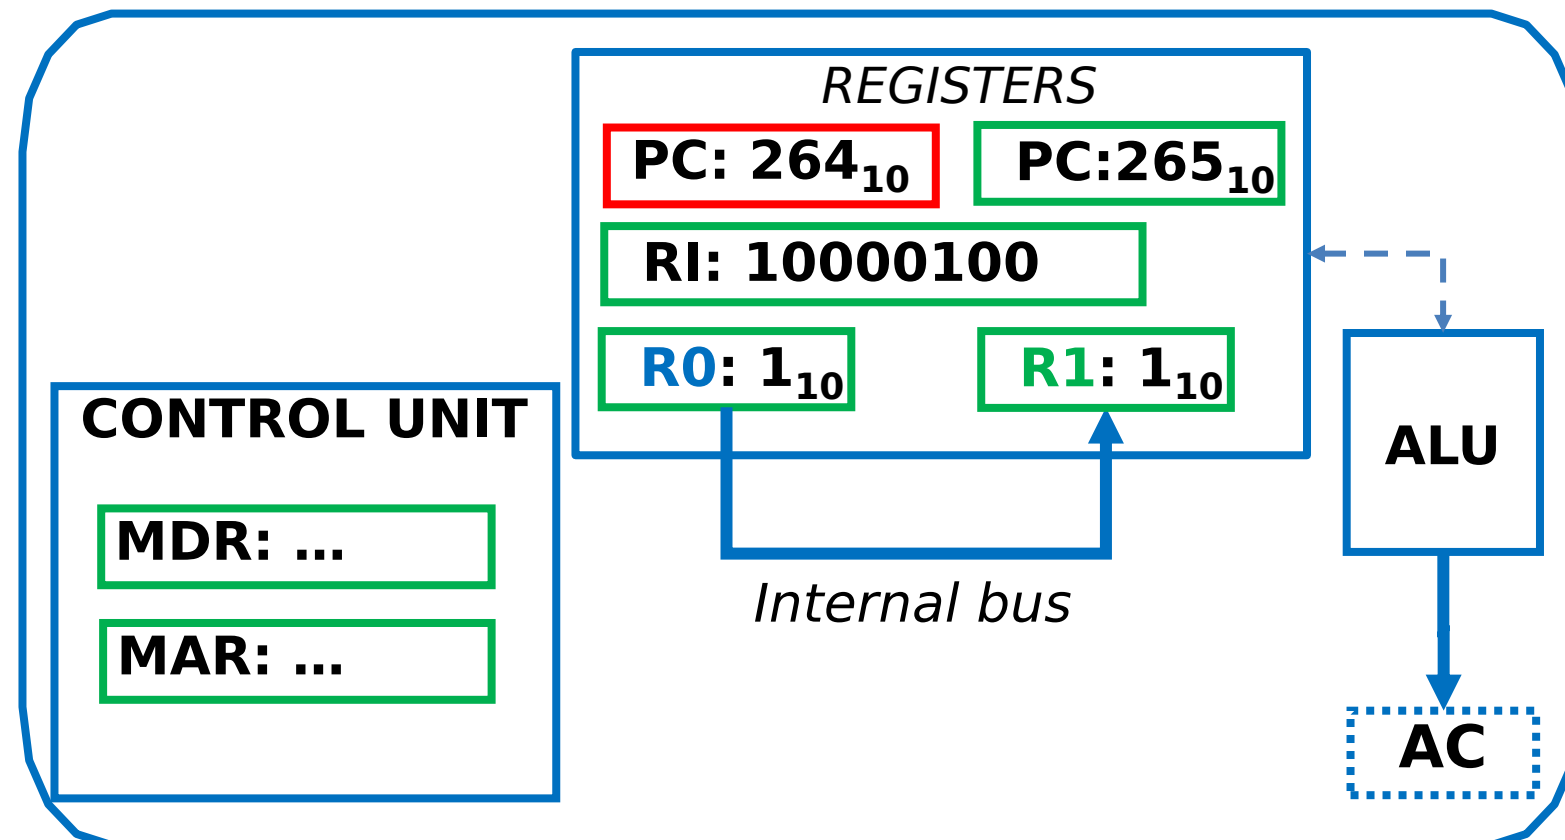 REGISTERS
PC: 264₁₀
PC:265₁₀
RI: 10000100
R0: 1₁₀
R1: 1₁₀
CONTROL UNIT
MDR: ...
MAR: ...
Internal bus
ALU
AC